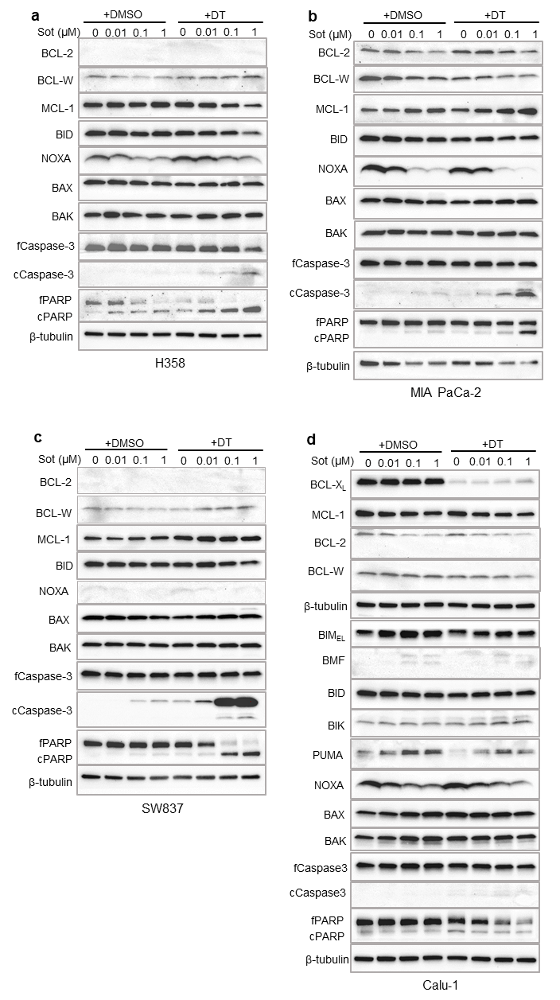 a
+DMSO +DT
Sot (μM) 0 0.01 0.1 1 0 0.01 0.1 1
BCL-2
BCL-W
MCL-1
BID
NOXA
BAX
BAK
fCaspase-3
cCaspase-3
fPARP
cPARP
β-tubulin
H358
b
+DMSO +DT
Sot (μM) 0 0.01 0.1 1 0 0.01 0.1 1
BCL-2
BCL-W
MCL-1
BID
NOXA
BAX
BAK
fCaspase-3
cCaspase-3
fPARP
cPARP
β-tubulin
MIA PaCa-2
c
+DMSO +DT
Sot (μM) 0 0.01 0.1 1 0 0.01 0.1 1
BCL-2
BCL-W
MCL-1
BID
NOXA
BAX
BAK
fCaspase-3
cCaspase-3
fPARP
cPARP
β-tubulin
SW837
d
+DMSO +DT
Sot (μM) 0 0.01 0.1 1 0 0.01 0.1 1
BCL-XL
MCL-1
BCL-2
BCL-W
β-tubulin
BIMEL
BMF
BID
BIK
PUMA
NOXA
BAX
BAK
fCaspase3
cCaspase3
fPARP
cPARP
β-tubulin
Calu-1